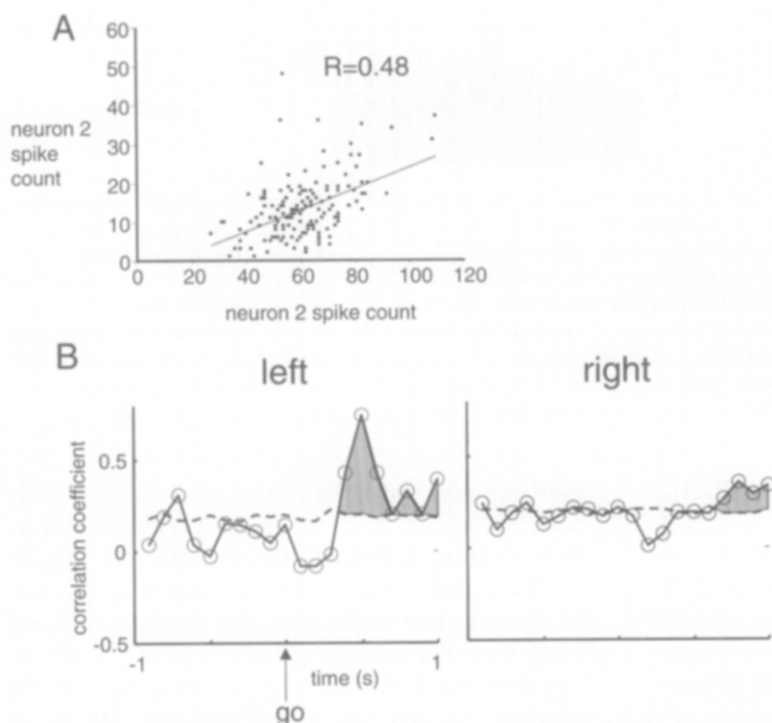 A
60
50
40
30
20
10
0
R=0.48
neuron 2
spike
count
0 20 40 60 80 100 120
neuron 2 spike count
B
left right
correlation coefficient
0.5
0
-0.5
-1 time (s) 1
go